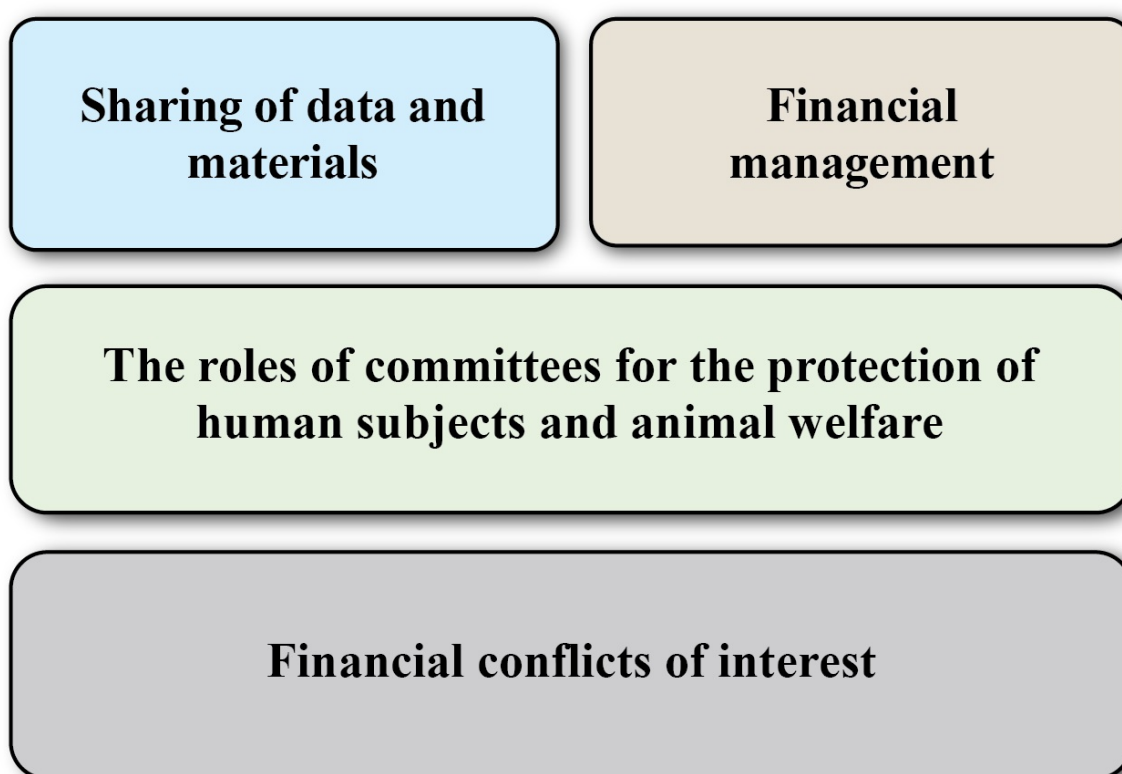 Sharing of data and
materials
Financial
management
The roles of committees for the protection of
human subjects and animal welfare
Financial conflicts of interest